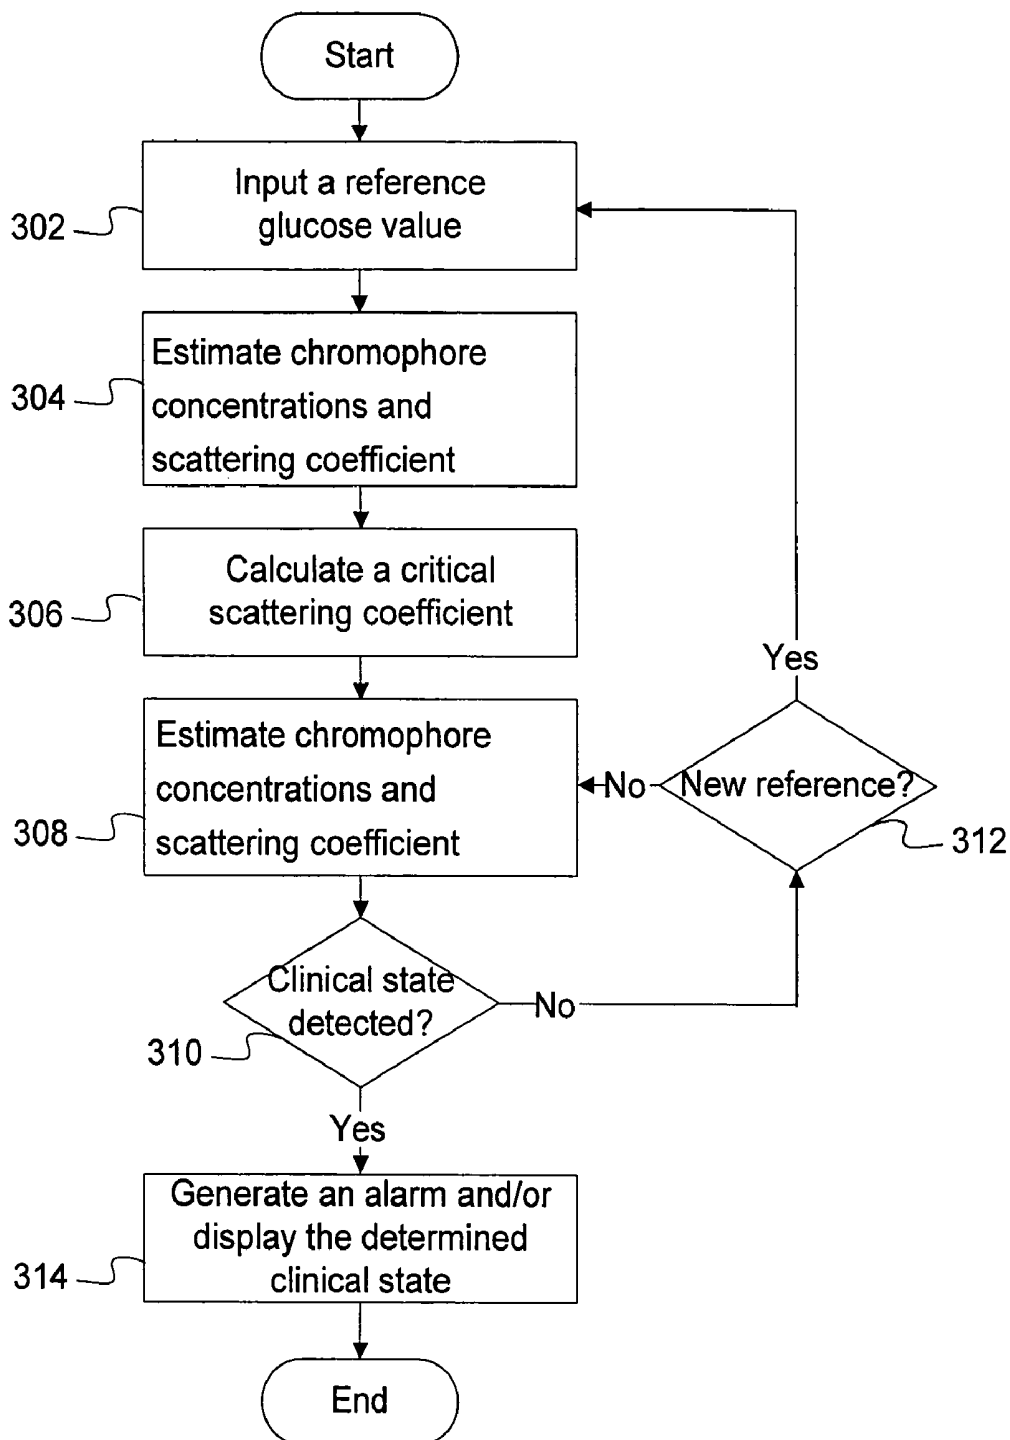 Start
Input a reference
glucose value
302
Estimate chromophore
concentrations and
scattering coefficient
304
Calculate a critical
scattering coefficient
306
Yes
Estimate chromophore
concentrations and
scattering coefficient
308
No
New reference?
312
Clinical state
detected?
No
310
Yes
Generate an alarm and/or
display the determined
clinical state
314
End